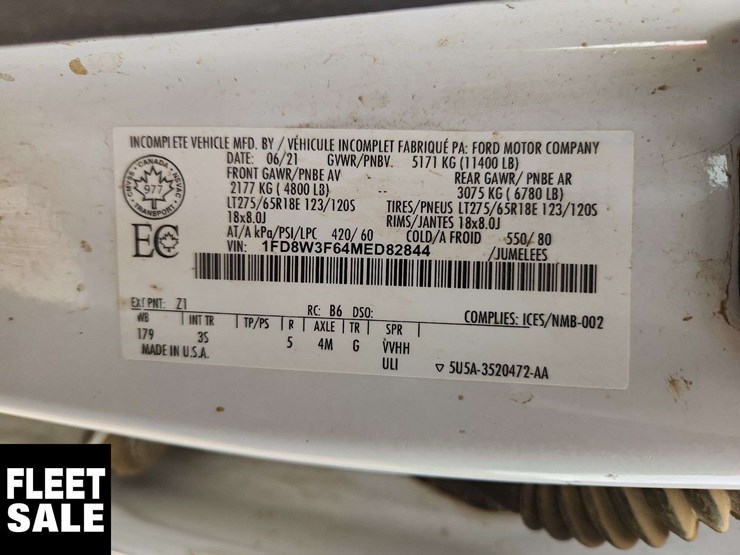 INCOMPLETE VEHICLE MFD. BY / VÉHICULE INCOMPLET FABRIQUÉ PA: FORD MOTOR COMPANY
DATE: 06/21 GVWR/PNBV. 5171 KG (11400 LB)
FRONT GAWR/PNBE AV REAR GAWR/ PNBE AR
2177 KG ( 4800 LB) -- 3075 KG ( 6780 LB)
LT275/65R18E 123/120S TIRES/PNEUS LT275/65R18E 123/120S
18x8.0J RIMS/JANTES 18x8.0J
AT/A kPa/PSI/LPC 420/ 60 COLD/A FROID 550/ 80
VIN: 1FD8W3F64MED82844 /JUMELEES
CANADA
977
TRANSPORT
EC
EXT PNT: Z1 RC: B6 DSO: COMPLIES: ICES/NMB-002
WB INT TR TP/PS R AXLE TR SPR
179 3S 5 4M G VVHH
MADE IN U.S.A. ULI ▽ 5U5A-3520472-AA
FLEET
SALE